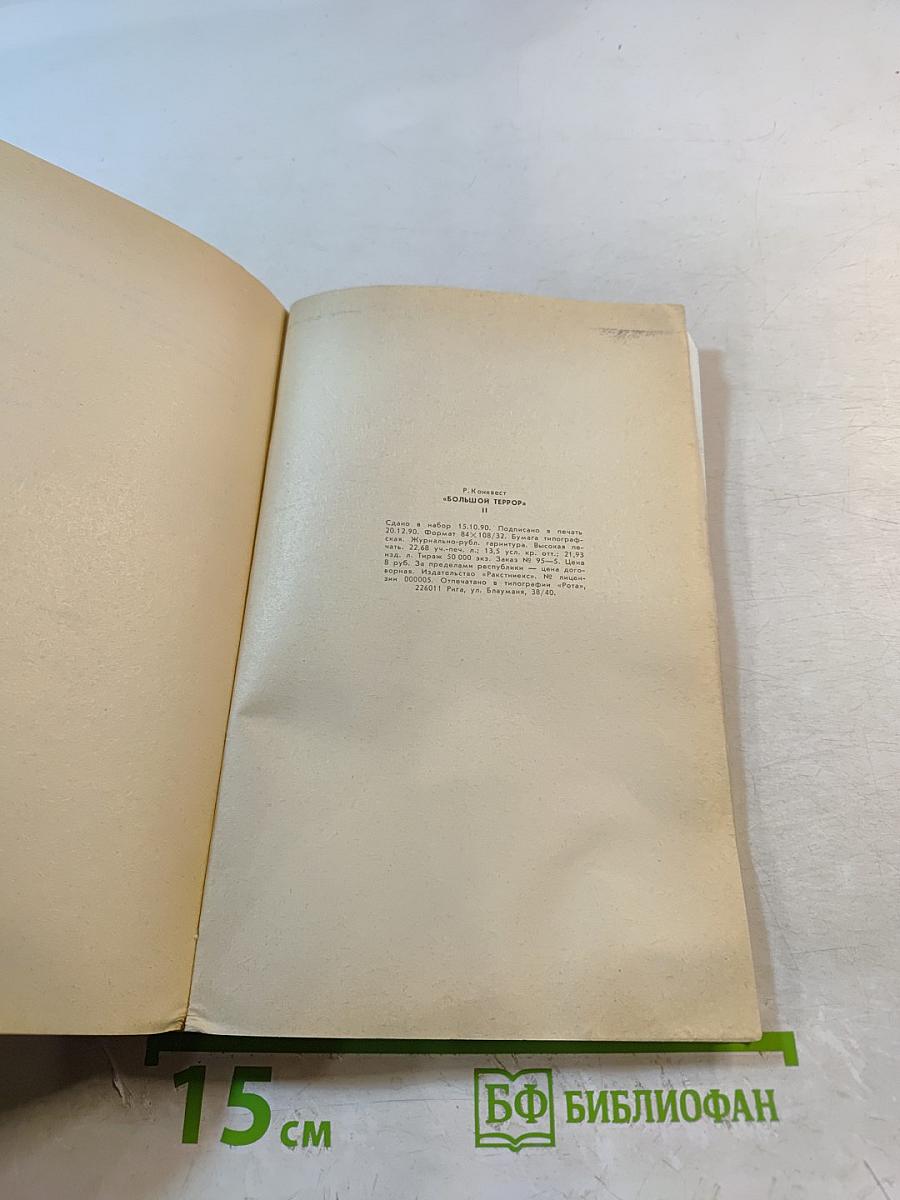 Р. Конквест
«БОЛЬШОЙ ТЕРРОР»
II
Сдано в набор 15.10.90. Подписано в печать
20.12.90. Формат 84×108/32. Бумага типограф-
ская. Журнально-рубл. гарнитура. Высокая пе-
чать. 22,68 уч.-печ. л.; 13,5 усл. кр. отт.; 21,93
изд. л. Тираж 50 000 экз. Заказ № 95—5. Цена
8 руб. За пределами республики — цена дого-
ворная. Издательство «Ракстниекс». № лицен-
зии 000005. Отпечатано в типографии «Рота»,
226011 Рига, ул. Блауманя, 38/40.
15 см
БФ БИБЛИОФАН